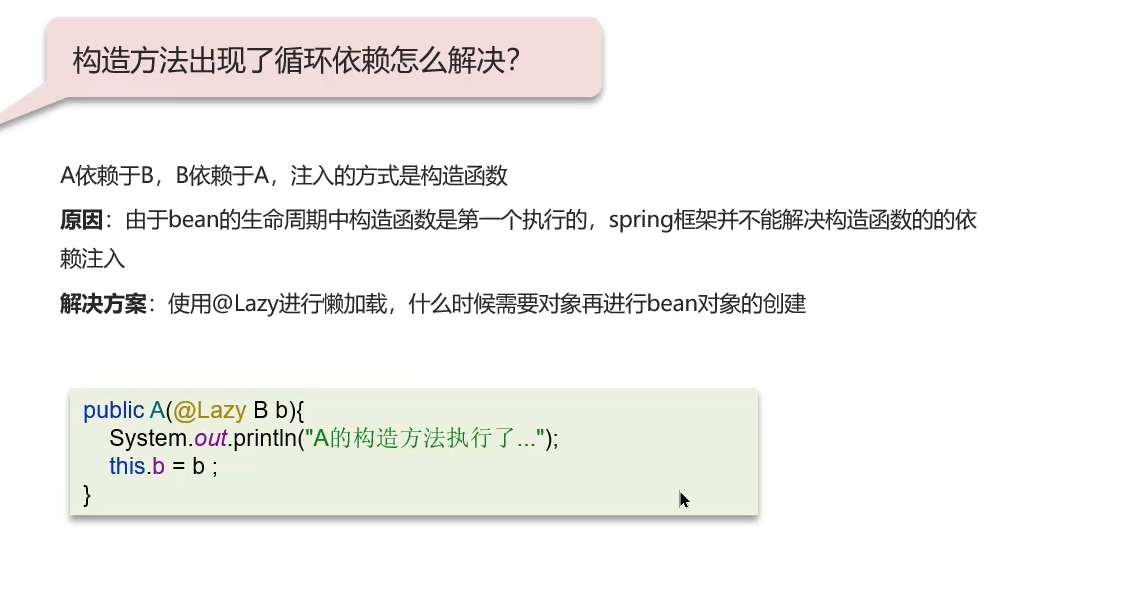 构造方法出现了循环依赖怎么解决？
A依赖于B，B依赖于A，注入的方式是构造函数
原因：由于bean的生命周期中构造函数是第一个执行的，spring框架并不能解决构造函数的的依
赖注入
解决方案：使用@Lazy进行懒加载，什么时候需要对象再进行bean对象的创建
public A(@Lazy B b){
    System.out.println("A的构造方法执行了...");
    this.b = b ;
}